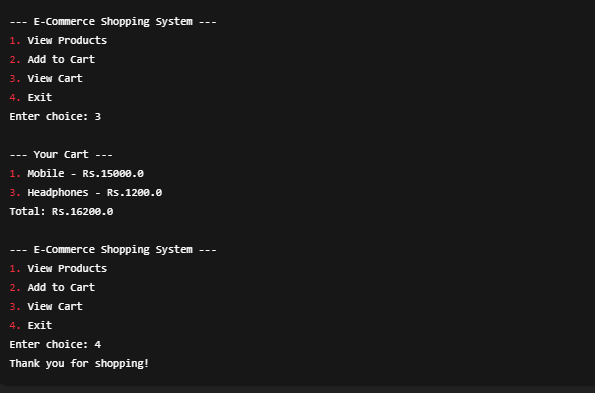 --- E-Commerce Shopping System ---
1. View Products
2. Add to Cart
3. View Cart
4. Exit
Enter choice: 3
--- Your Cart ---
1. Mobile - Rs.15000.0
3. Headphones - Rs.1200.0
Total: Rs.16200.0
--- E-Commerce Shopping System ---
1. View Products
2. Add to Cart
3. View Cart
4. Exit
Enter choice: 4
Thank you for shopping!